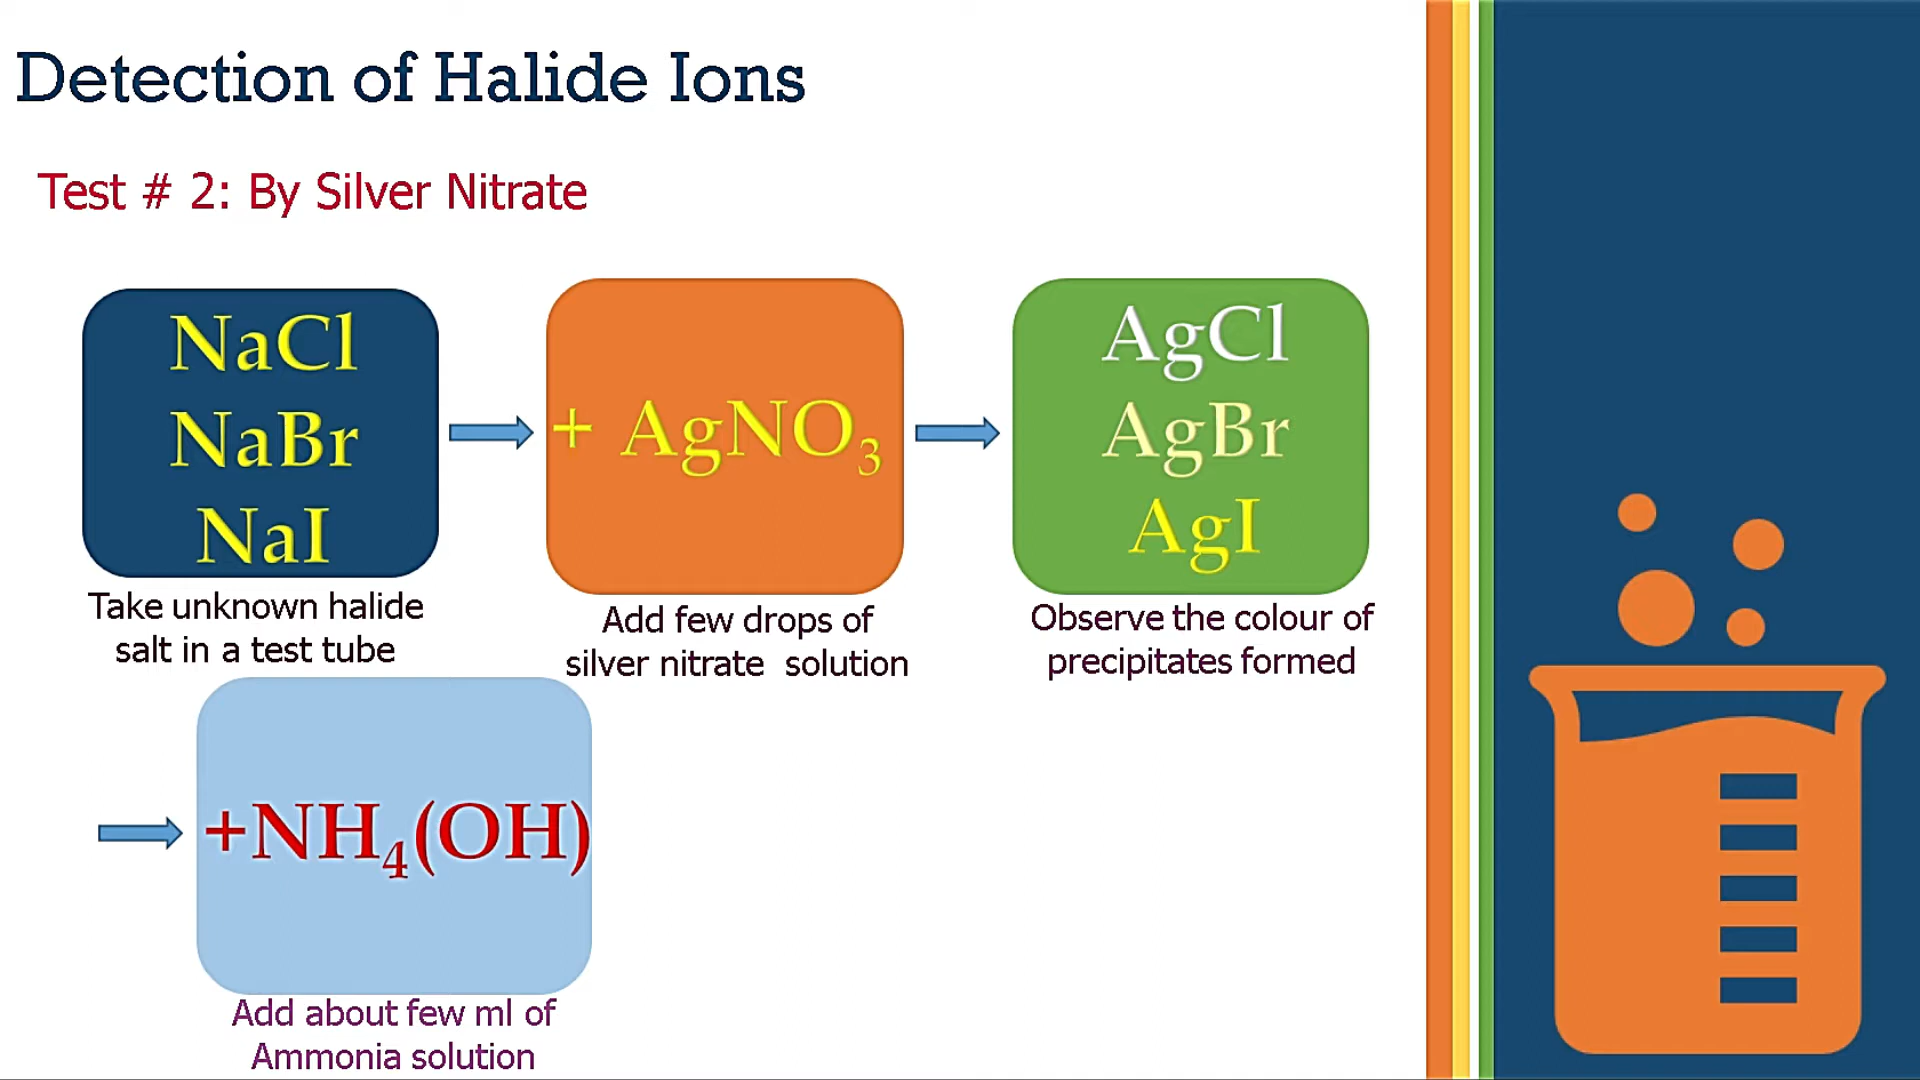 Detection of Halide Ions
Test # 2: By Silver Nitrate
NaCl
NaBr
NaI
Take unknown halide
salt in a test tube
+ AgNO₃
Add few drops of
silver nitrate solution
AgCl
AgBr
AgI
Observe the colour of
precipitates formed
+NH₄(OH)
Add about few ml of
Ammonia solution